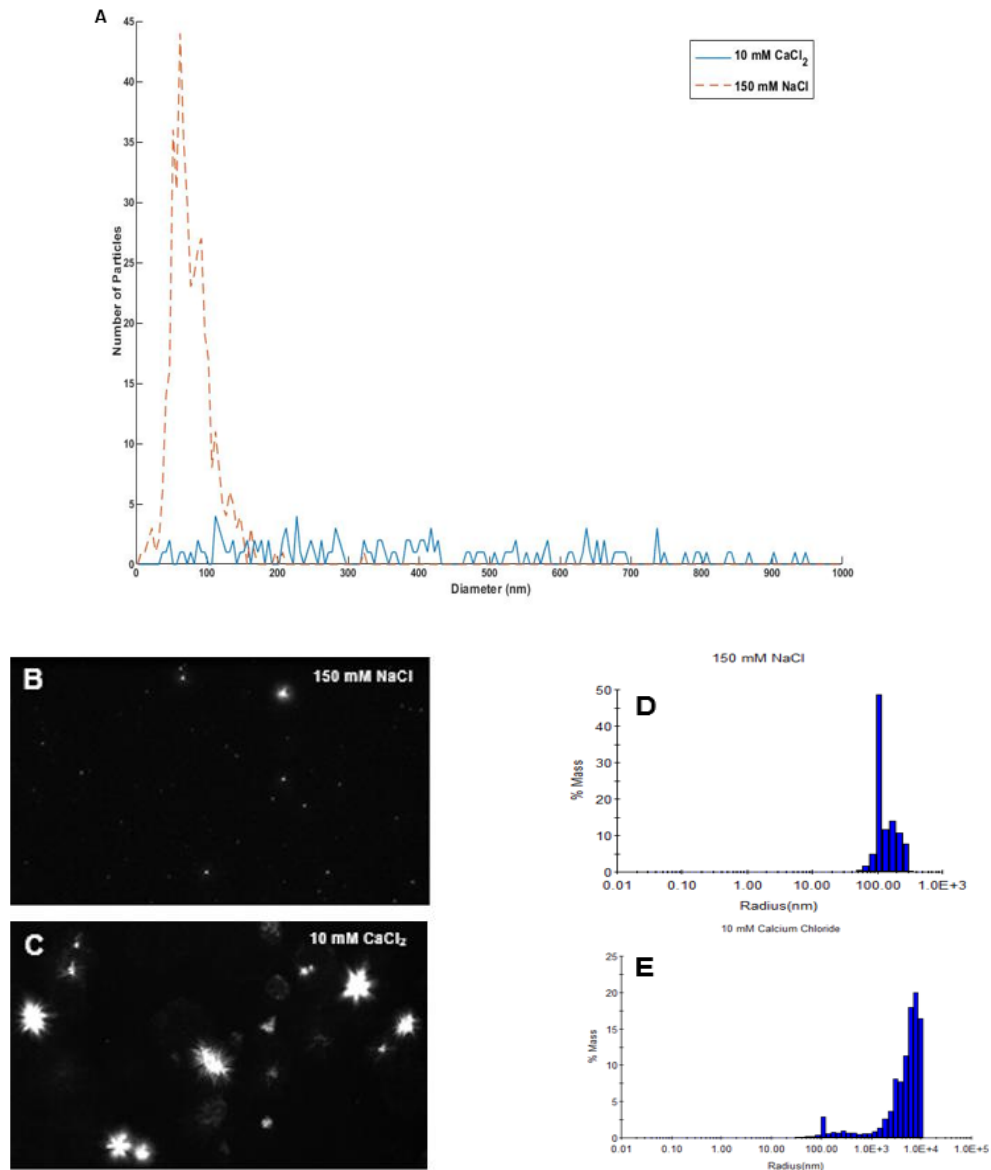 A
45
40
35
30
25
20
15
10
5
0
Number of Particles
0 100 200 300 400 500 600 700 800 900 1000
Diameter (nm)
10 mM CaCl2
150 mM NaCl
B
150 mM NaCl
C
10 mM CaCl2
150 mM NaCl
D
50
40
30
20
10
0
% Mass
0.01 0.10 1.00 10.00 100.00 1.0E+3
Radius(nm)
10 mM Calcium Chloride
E
25
20
15
10
5
0
% Mass
0.01 0.10 1.00 10.00 100.00 1.0E+3 1.0E+4 1.0E+5
Radius(nm)